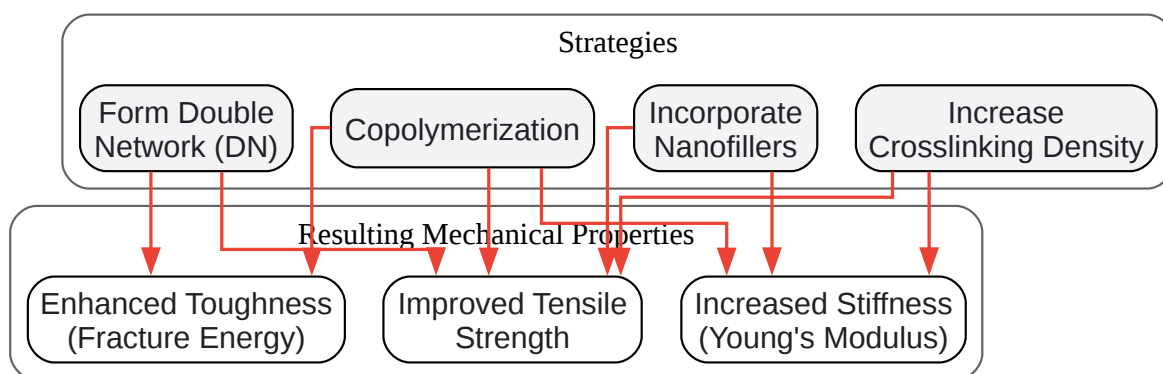 Strategies
Form Double
Network (DN)
Copolymerization
Incorporate
Nanofillers
Increase
Crosslinking Density
Resulting Mechanical Properties
Enhanced Toughness
(Fracture Energy)
Improved Tensile
Strength
Increased Stiffness
(Young's Modulus)